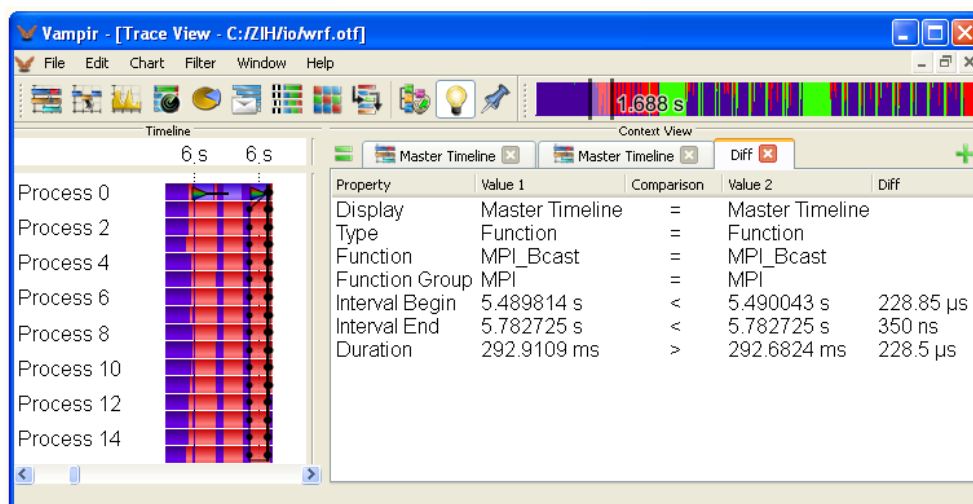 Vampir - [Trace View - C:/ZIH/io/wrf.otf]
File Edit Chart Filter Window Help
1.688 s
Timeline
Context View
6 s 6 s
Master Timeline Master Timeline Diff
Property Value 1 Comparison Value 2 Diff
Process 0
Process 2
Process 4
Process 6
Process 8
Process 10
Process 12
Process 14
Display Master Timeline = Master Timeline
Type Function = Function
Function MPI_Bcast = MPI_Bcast
Function Group MPI = MPI
Interval Begin 5.489814 s < 5.490043 s 228.85 µs
Interval End 5.782725 s < 5.782725 s 350 ns
Duration 292.9109 ms > 292.6824 ms 228.5 µs